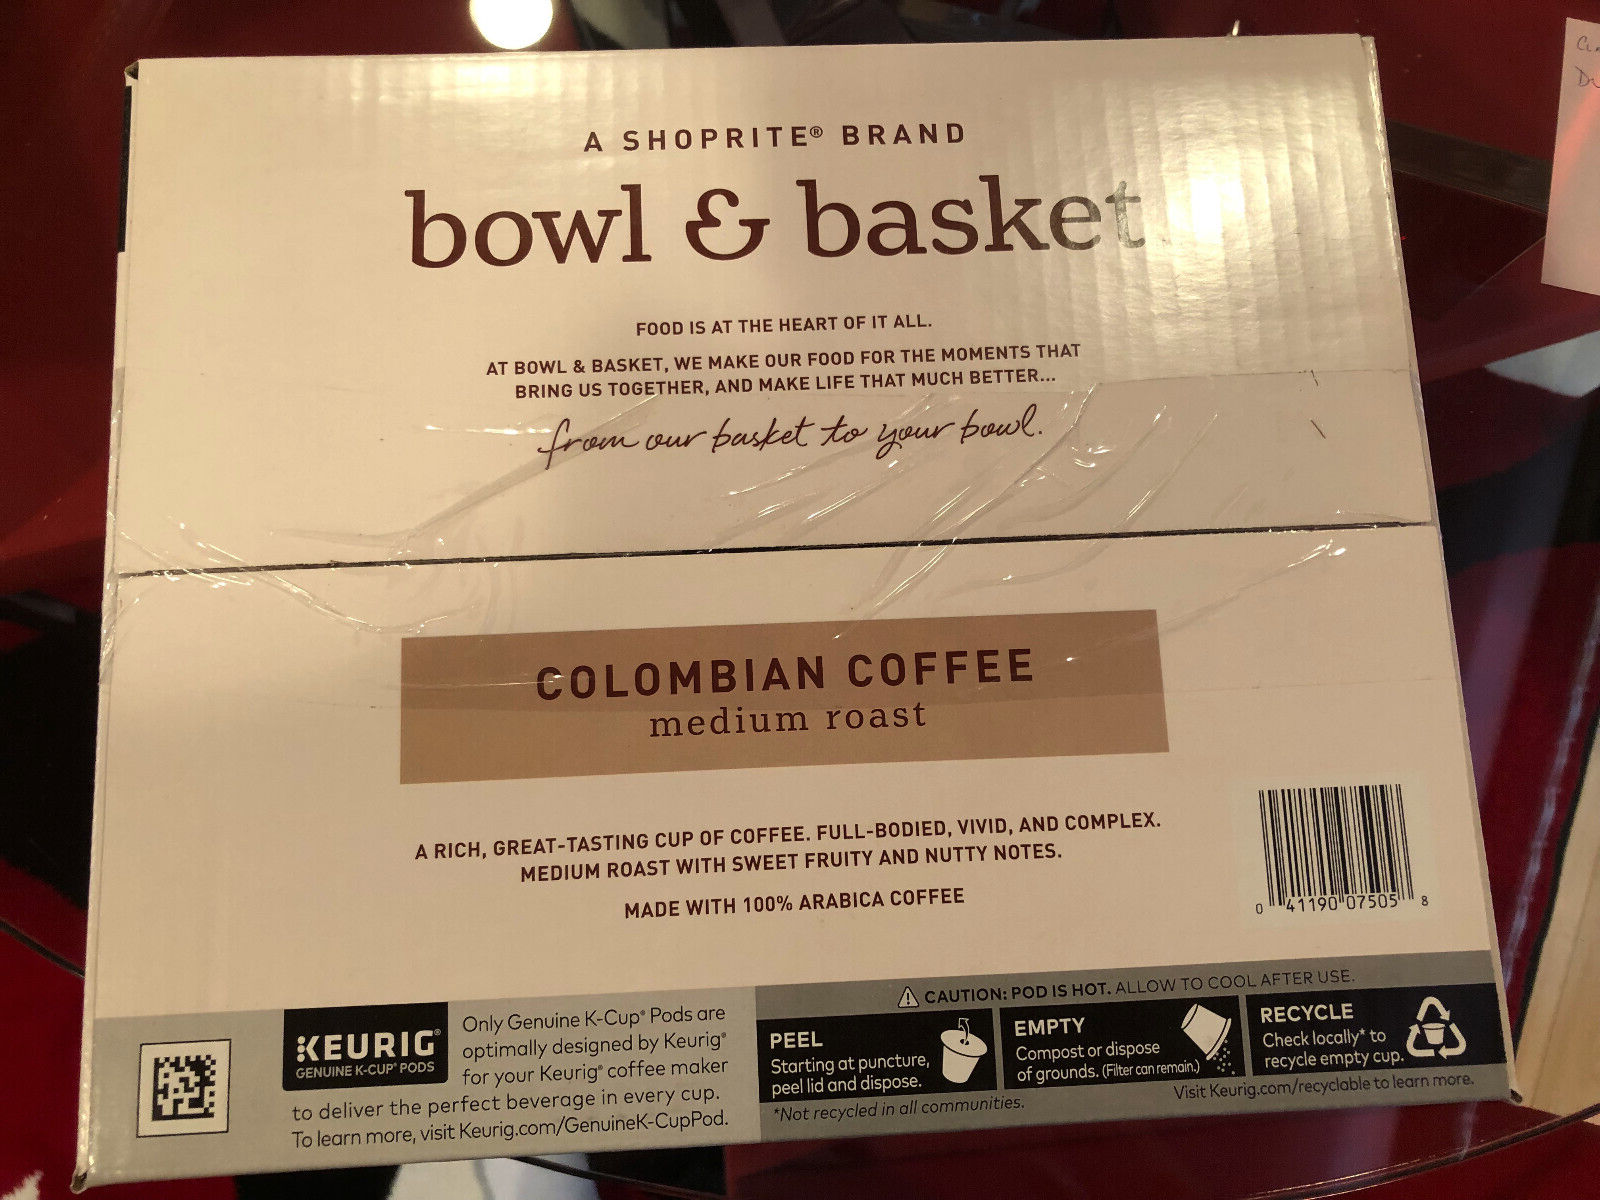 A SHOPRITE® BRAND
bowl & basket
FOOD IS AT THE HEART OF IT ALL.
AT BOWL & BASKET, WE MAKE OUR FOOD FOR THE MOMENTS THAT
BRING US TOGETHER, AND MAKE LIFE THAT MUCH BETTER...
from our basket to your bowl.
COLOMBIAN COFFEE
medium roast
A RICH, GREAT-TASTING CUP OF COFFEE. FULL-BODIED, VIVID, AND COMPLEX.
MEDIUM ROAST WITH SWEET FRUITY AND NUTTY NOTES.
MADE WITH 100% ARABICA COFFEE
0 41190 07505 8
KEURIG®
GENUINE K-CUP® PODS
Only Genuine K-Cup® Pods are
optimally designed by Keurig®
for your Keurig® coffee maker
to deliver the perfect beverage in every cup.
To learn more, visit Keurig.com/GenuineK-CupPod.
CAUTION: POD IS HOT. ALLOW TO COOL AFTER USE.
PEEL
Starting at puncture,
peel lid and dispose.
EMPTY
Compost or dispose
of grounds. (Filter can remain.)
RECYCLE
Check locally* to
recycle empty cup.
*Not recycled in all communities.
Visit Keurig.com/recyclable to learn more.